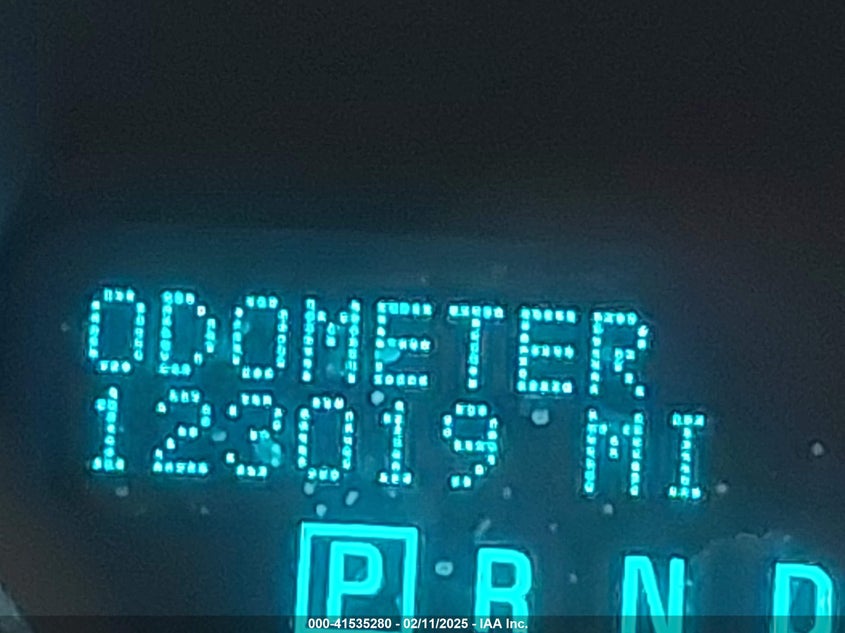 ODOMETER
123019 MI
P R N D
000-41535280 - 02/11/2025 - IAA Inc.